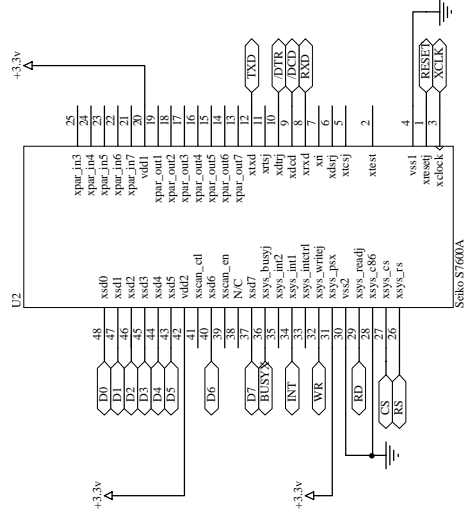 U2
Seiko S7600A
+3.3v
+3.3v
+3.3v
D0 48 xsd0
D1 47 xsd1
D2 46 xsd2
D3 45 xsd3
D4 44 xsd4
D5 43 xsd5
42 vdd2
41 xscan_ctl
D6 40 xsd6
39 xscan_en
38 N/C
D7 37 xsd7
BUSYX 36 xsys_busyj
35 xsys_int2
INT 34 xsys_int1
33 xsys_intctrl
WR 32 xsys_writej
31 xsys_psx
30 vss2
RD 29 xsys_readj
28 xsys_c86
CS 27 xsys_cs
RS 26 xsys_rs
xpar_in3 25
xpar_in4 24
xpar_in5 23
xpar_in6 22
xpar_in7 21
vdd1 20
xpar_out1 19
xpar_out2 18
xpar_out3 17
xpar_out4 16
xpar_out5 15
xpar_out6 14
xpar_out7 13
xtxd 12 TXD
xrtsj 11
xdtrj 10 /DTR
xdcd 9 /DCD
xrxd 8 RXD
xri 7
xdsrj 6
xtcsj 5
xtest 2
vss1 4
xresetj 1 RESET
xclock 3 XCLK